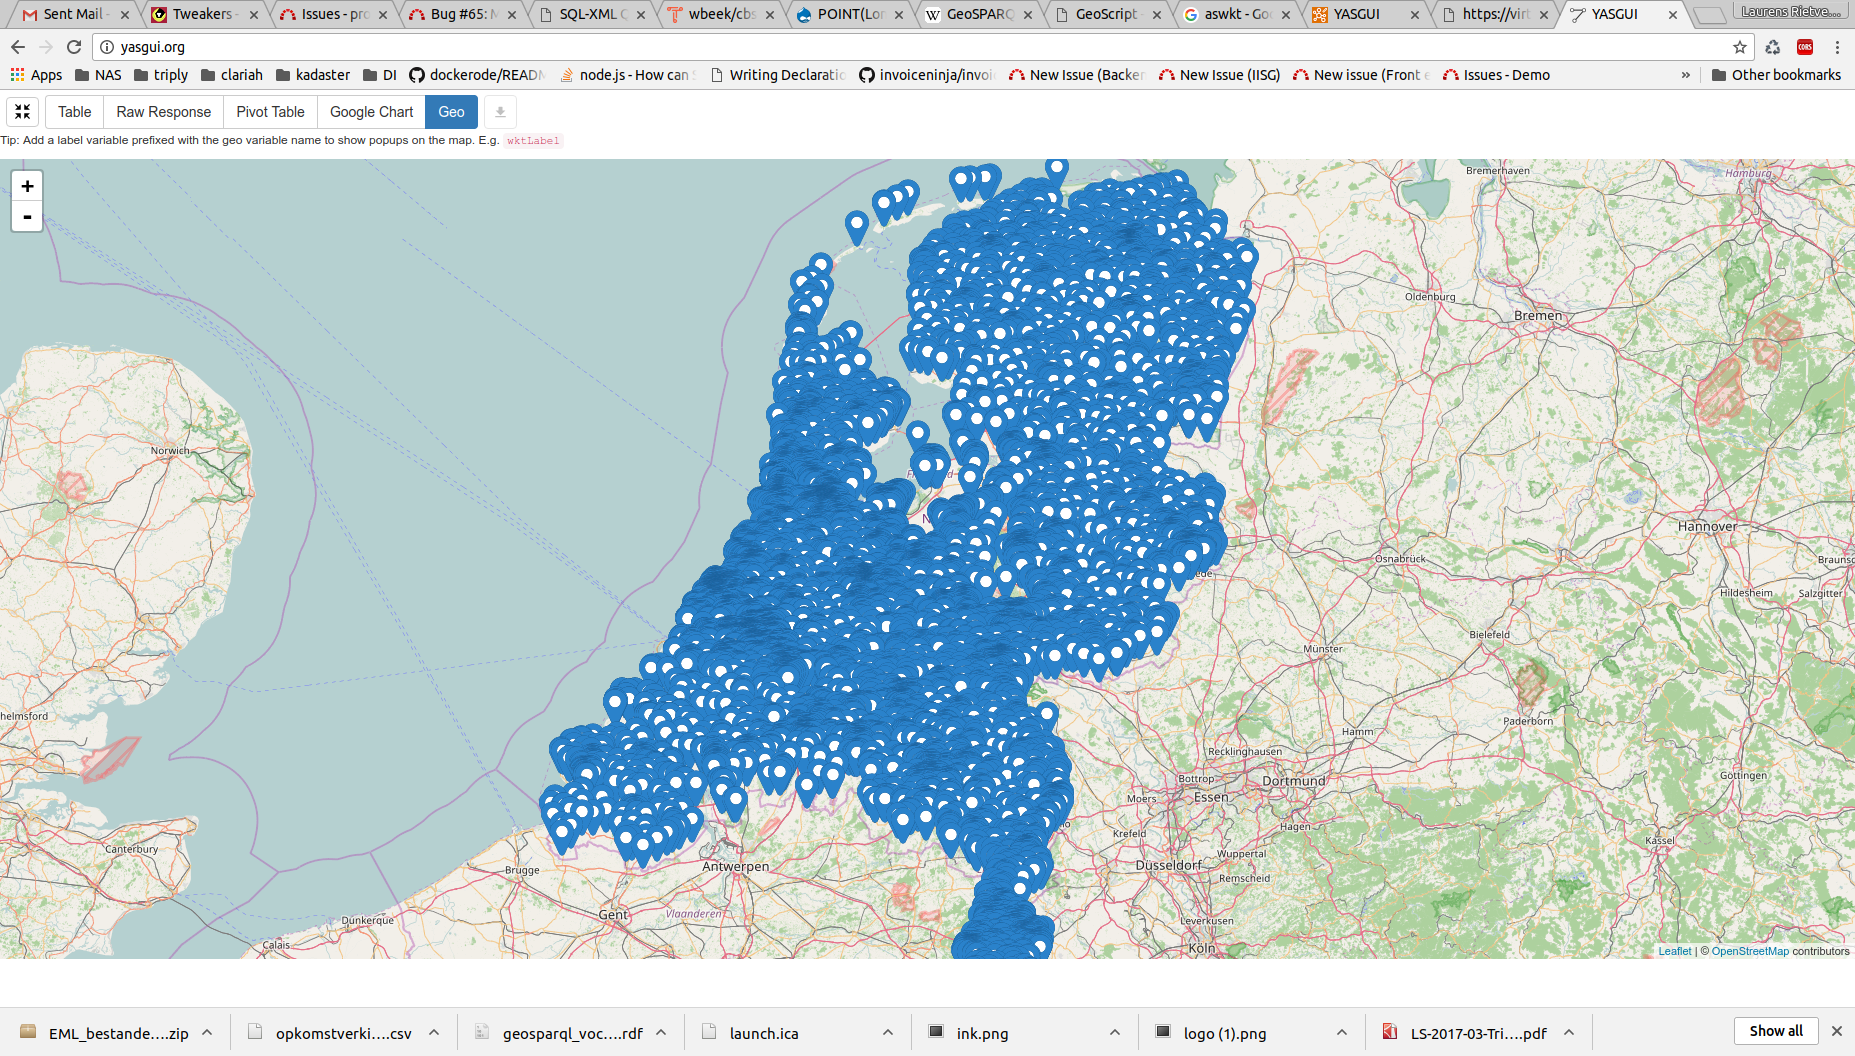 Sent Mail - Tweakers - Issues - pro Bug #65: M SQL-XML Q wbeek/cbs POINT(Lon GeoSPARQ GeoScript aswkt - Goo YASGUI https://virt YASGUI Laurens Rietve...
yasgui.org CORS
Apps NAS triply clariah kadaster DI dockerode/READM node.js - How can Writing Declaratio invoiceninja/invoi New Issue (Backen New Issue (IISG) New issue (Front e Issues - Demo » Other bookmarks
Table Raw Response Pivot Table Google Chart Geo
Tip: Add a label variable prefixed with the geo variable name to show popups on the map. E.g. wktLabel
+
-
Bremerhaven
Hamburg
Oldenburg
Bremen
Norwich
Hannover
Osnabrück
Braunsc
ede
Hildesheim
Salzgitter
Bielefeld
Münster
helmsford
Paderborn
Hamm
Recklinghausen
Bottrop
Dortmund
Göttingen
Moers
Essen
Krefeld
Hagen
Kassel
Canterbury
Wuppertal
Antwerpen
Düsseldorf
Brugge
Remscheid
Gent
Vlaanderen
Dunkerque
Leverkusen
Calais
Köln
Leaflet | © OpenStreetMap contributors
EML_bestande....zip opkomstverki....csv geosparql_voc....rdf launch.ica ink.png logo (1).png LS-2017-03-Tri....pdf Show all